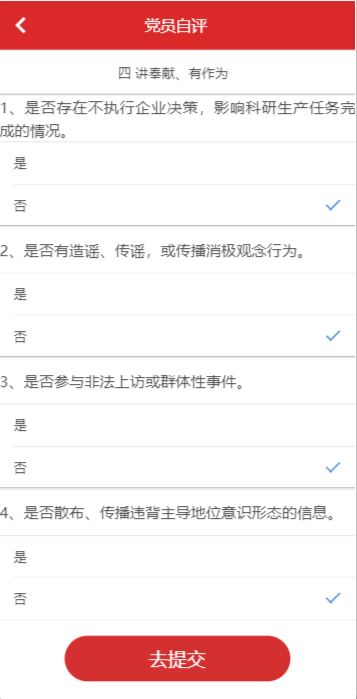 党员自评
四 讲奉献、有作为
1、是否存在不执行企业决策，影响科研生产任务完
成的情况。
是
否
2、是否有造谣、传谣，或传播消极观念行为。
是
否
3、是否参与非法上访或群体性事件。
是
否
4、是否散布、传播违背主导地位意识形态的信息。
是
否
去提交